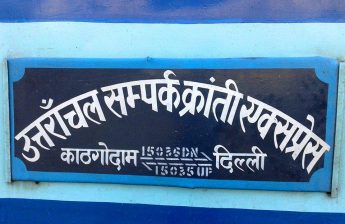 उत्तराँचल सम्पर्क क्रांती एक्सप्रेस
काठगोदाम 15036DN दिल्ली
15035UP